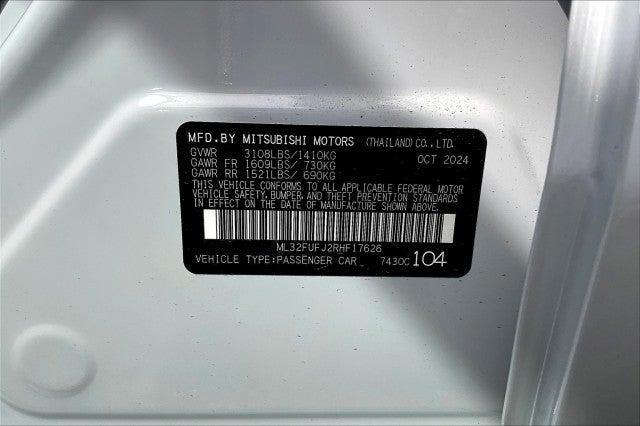 MFD.BY MITSUBISHI MOTORS (THAILAND) CO.,LTD.
GVWR 3108LBS/1410KG OCT 2024
GAWR FR 1609LBS/ 730KG
GAWR RR 1521LBS/ 690KG
THIS VEHICLE CONFORMS TO ALL APPLICABLE FEDERAL MOTOR
VEHICLE SAFETY, BUMPER, AND THEFT PREVENTION STANDARDS
IN EFFECT ON THE DATE OF MANUFACTURE SHOWN ABOVE.
ML32FUFJ2RHF17626
VEHICLE TYPE:PASSENGER CAR 7430C 104